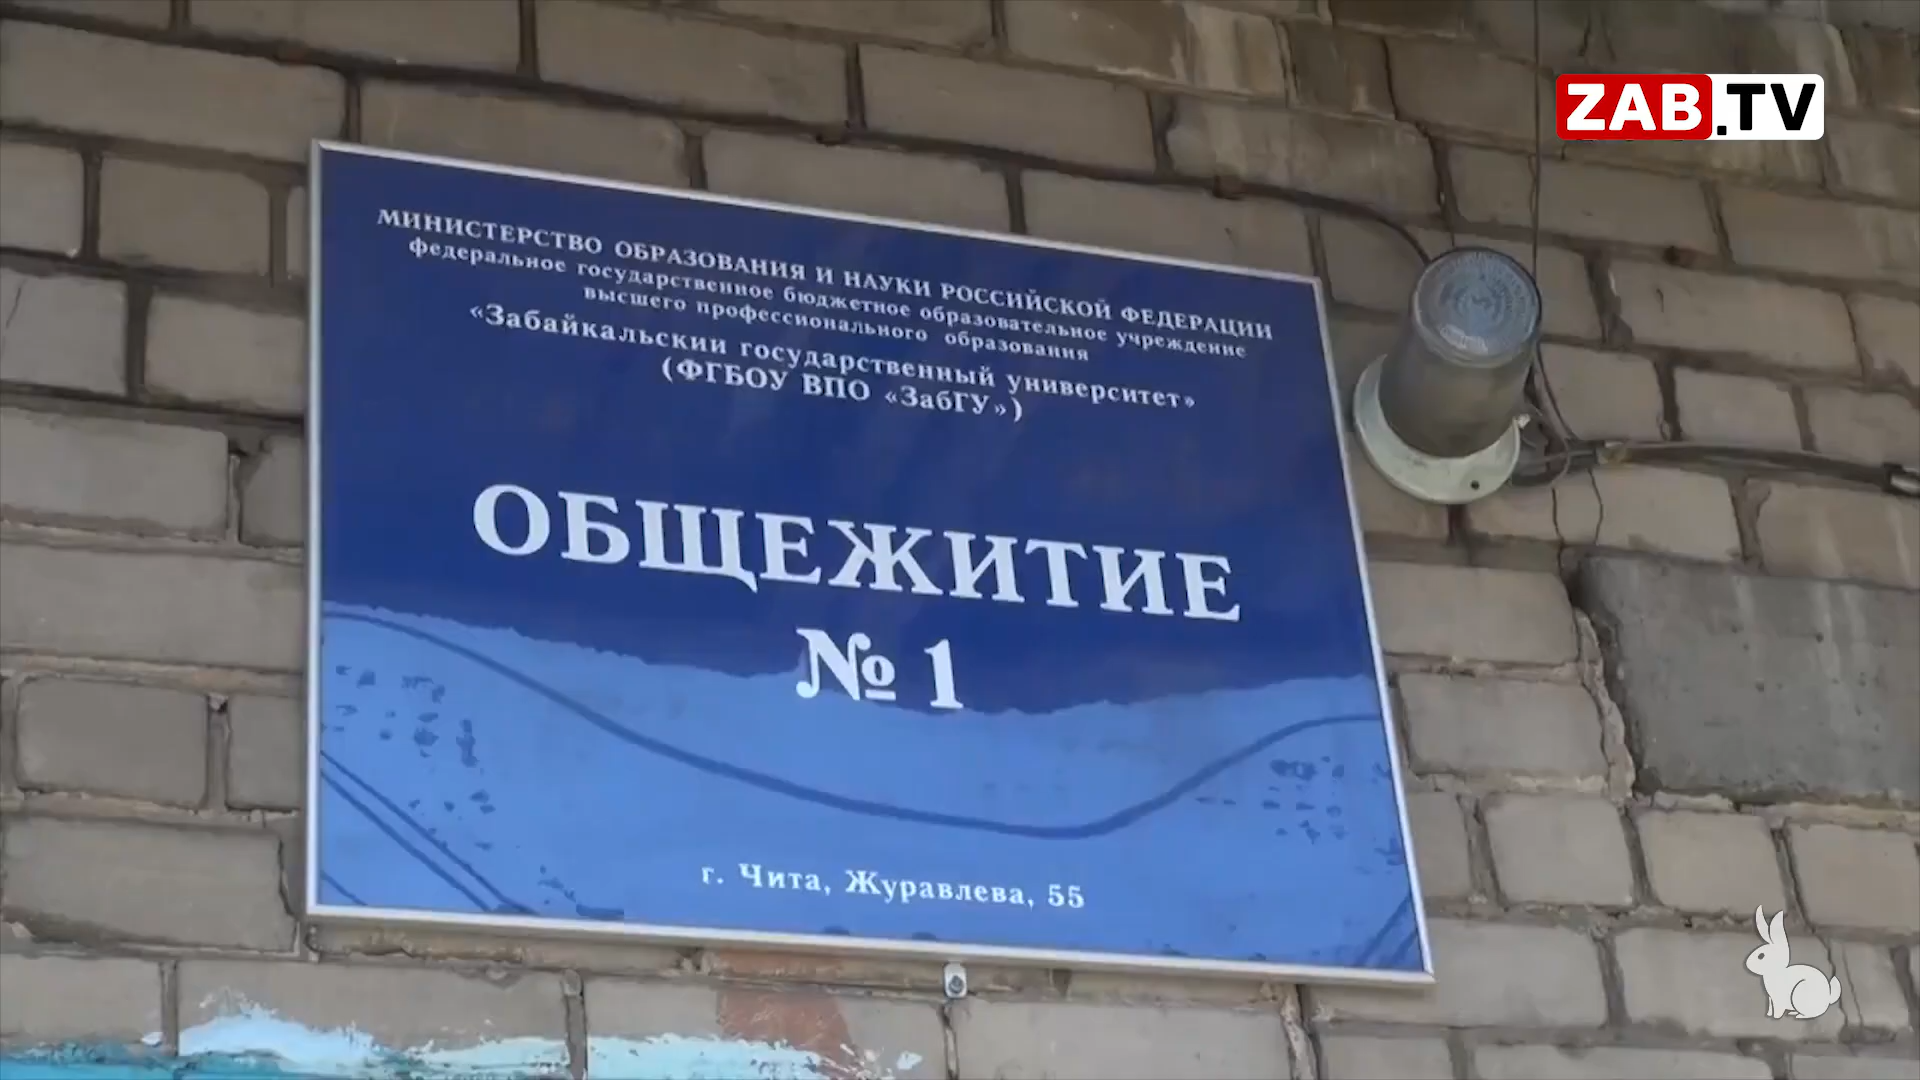 ZAB.TV
МИНИСТЕРСТВО ОБРАЗОВАНИЯ И НАУКИ РОССИЙСКОЙ ФЕДЕРАЦИИ
федеральное государственное бюджетное образовательное учреждение
высшего профессионального образования
«Забайкальский государственный университет»
(ФГБОУ ВПО «ЗабГУ»)
ОБЩЕЖИТИЕ
№ 1
г. Чита, Журавлева, 55